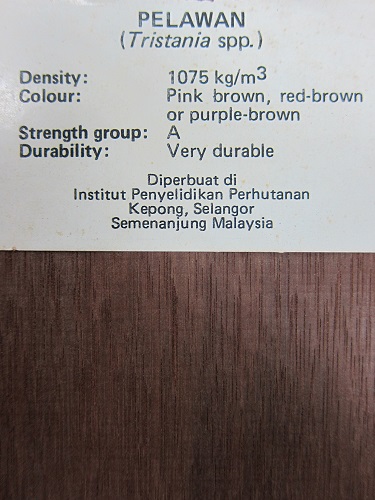 PELAWAN
(Tristania spp.)
Density: 1075 kg/m3
Colour: Pink brown, red-brown
or purple-brown
Strength group: A
Durability: Very durable
Diperbuat di
Institut Penyelidikan Perhutanan
Kepong, Selangor
Semenanjung Malaysia